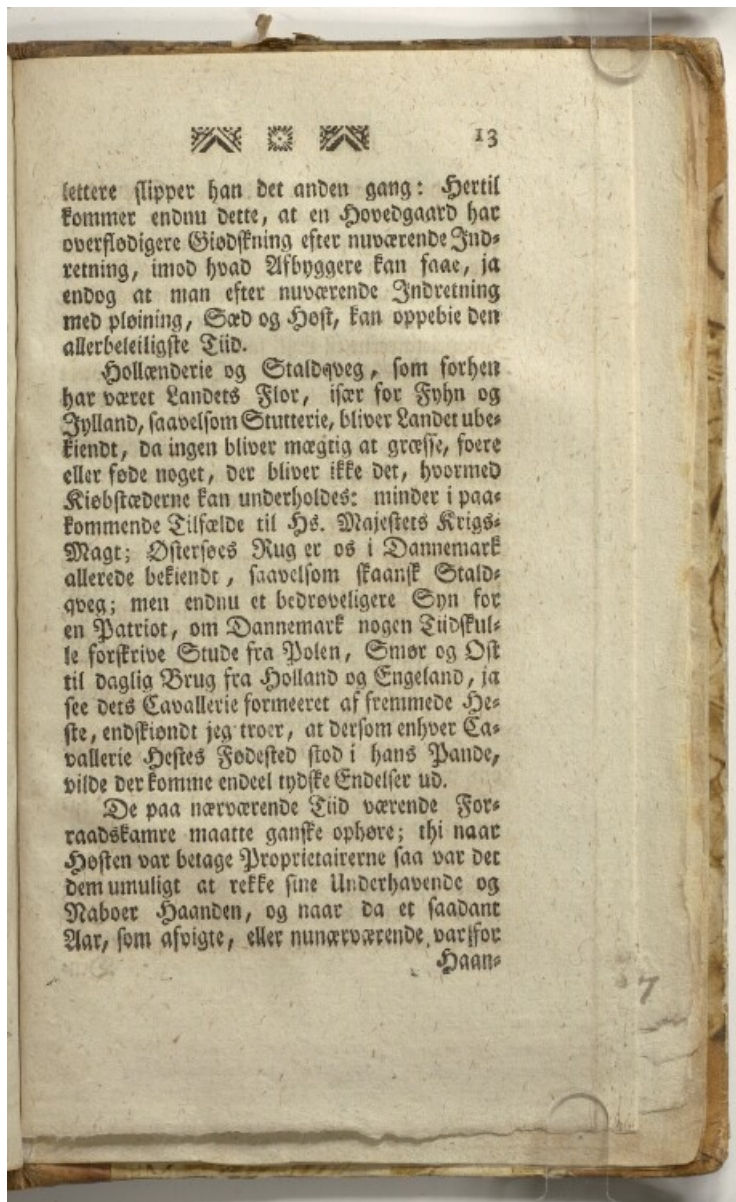 13
lettere slipper han det anden gang: Hertil
kommer endnu dette, at en Hovedgaard har
overflødigere Giødskning efter nuværende Ind-
retning, imod hvad Afbyggere kan faae, ja
endog at man efter nuværende Indretning
med pløining, Sæd og Høst, kan oppebie den
allerbeleiligste Tiid.
Hollænderie og Staldqveg, som forhen
har været Landets Flor, især for Fyhn og
Jylland, saavelsom Stutterie, bliver Landet ube-
kiendt, da ingen bliver mægtig at græsse, foere
eller føde noget, der bliver ikke det, hvormed
Kiøbstæderne kan underholdes: minder i paa-
kommende Tilfælde til Hs. Majestets Krigs-
Magt; Østersøes Rug er os i Dannemark
allerede bekiendt, saavelsom skaansk Stald-
qveg; men endnu et bedrøveligere Syn for
en Patriot, om Dannemark nogen Tiid skul-
le forskrive Stude fra Polen, Smør og Ost
til daglig Brug fra Holland og Engeland, ja
see dets Cavallerie formeeret af fremmede He-
ste, endskiøndt jeg troer, at dersom enhver Ca-
vallerie Hestes Fødested stod i hans Pande,
vilde der komme endeel tydske Endelser ud.
De paa nærværende Tiid værende For-
raadskamre maatte ganske ophøre; thi naar
Høsten var betage Proprietairerne saa var det
dem umuligt at rekke sine Underhavende og
Naboer Haanden, og naar da et saadant
Aar, som afvigte, eller nunærværende, var for
Haan-
7